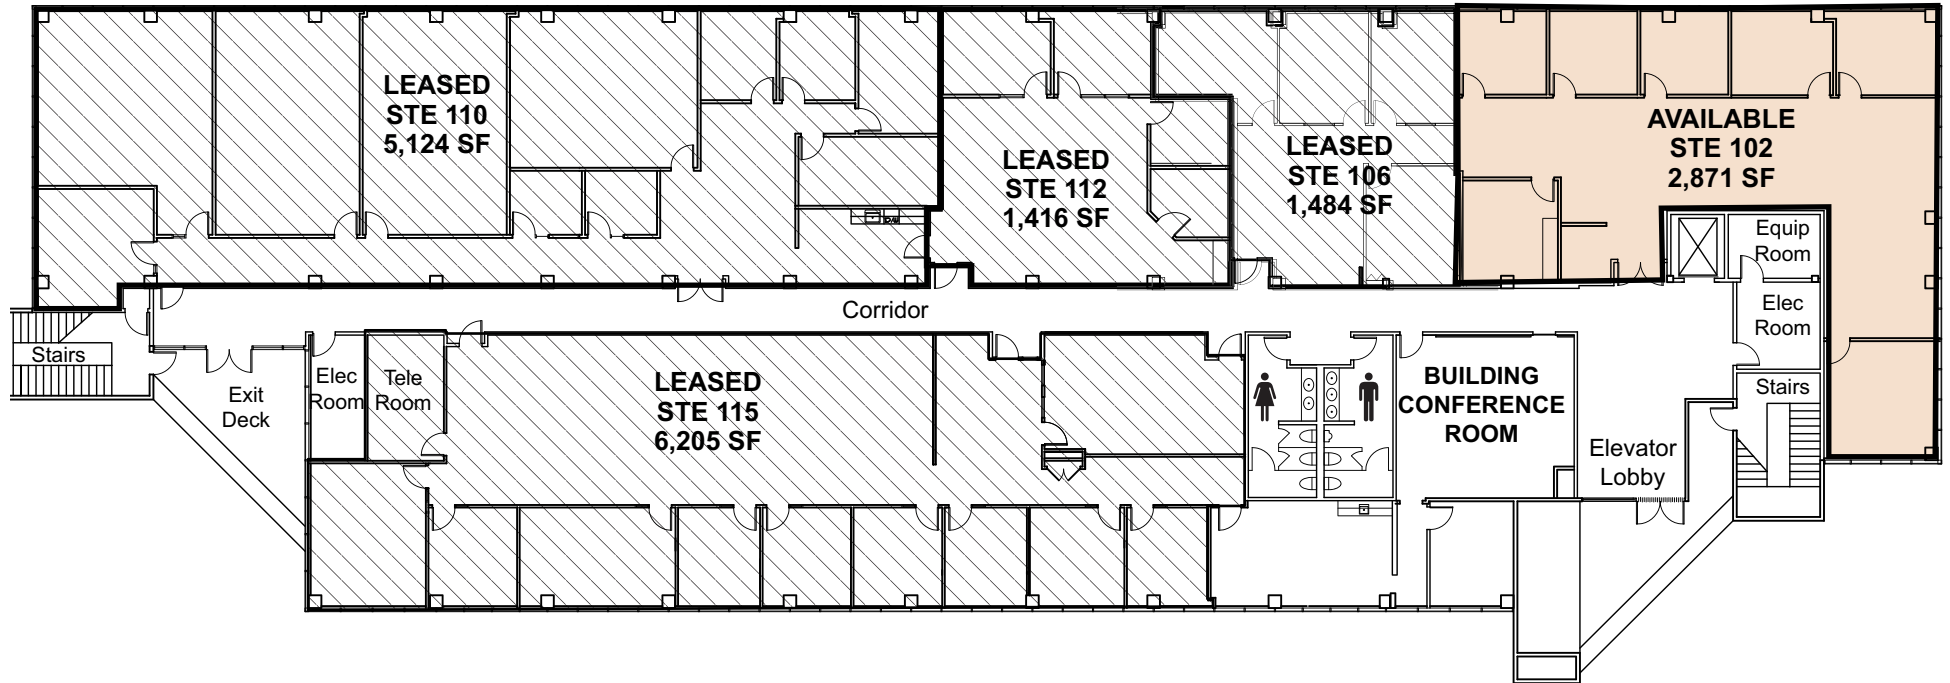 LEASED
STE 110
5,124 SF
LEASED
STE 112
1,416 SF
LEASED
STE 106
1,484 SF
AVAILABLE
STE 102
2,871 SF
Equip
Room
Elec
Room
Corridor
Stairs
Exit
Deck
Elec
Room
Tele
Room
LEASED
STE 115
6,205 SF
BUILDING
CONFERENCE
ROOM
Elevator
Lobby
Stairs